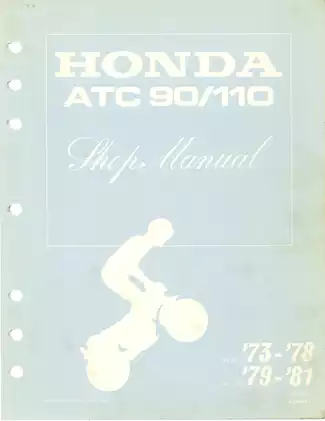 HONDA
ATC 90/110
Shop Manual
'73-'78
'79-'81